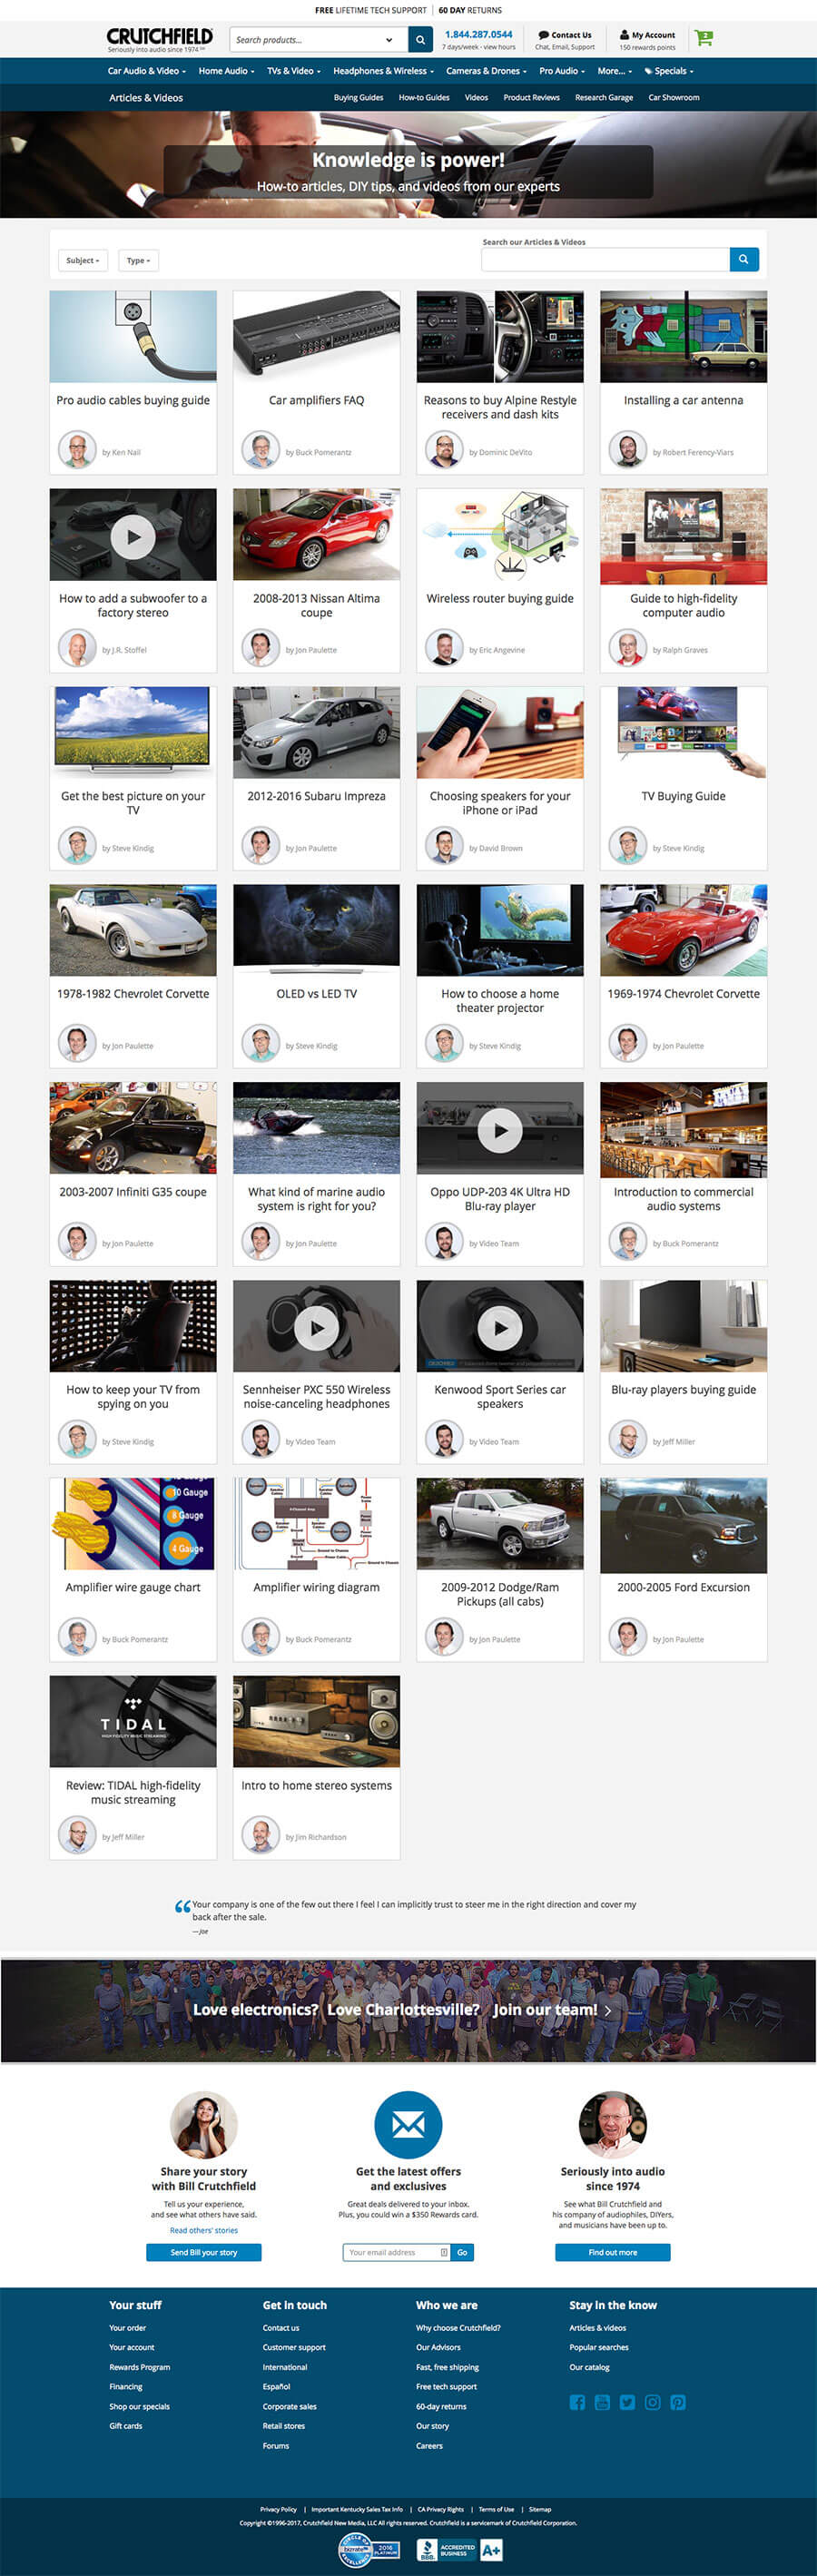 FREE LIFETIME TECH SUPPORT | 60 DAY RETURNS
CRUTCHFIELD
Seriously into audio since 1974
Search products...
1.844.287.0544
7 days/week - view hours
Contact Us
Chat, Email, Support
My Account
150 rewards points
Car Audio & Video
Home Audio
TVs & Video
Headphones & Wireless
Cameras & Drones
Pro Audio
More...
Specials
Articles & Videos
Buying Guides
How-to Guides
Videos
Product Reviews
Research Garage
Car Showroom
Knowledge is power!
How-to articles, DIY tips, and videos from our experts
Subject
Type
Search our Articles & Videos
Pro audio cables buying guide
by Ken Nail
Car amplifiers FAQ
by Buck Pomerantz
Reasons to buy Alpine Restyle
receivers and dash kits
by Dominic DeVito
Installing a car antenna
by Robert Ferency-Viars
How to add a subwoofer to a
factory stereo
by J.R. Stoffel
2008-2013 Nissan Altima
coupe
by Jon Paulette
Wireless router buying guide
by Eric Angevine
Guide to high-fidelity
computer audio
by Ralph Graves
Get the best picture on your
TV
by Steve Kindig
2012-2016 Subaru Impreza
by Jon Paulette
Choosing speakers for your
iPhone or iPad
by David Brown
TV Buying Guide
by Steve Kindig
1978-1982 Chevrolet Corvette
by Jon Paulette
OLED vs LED TV
by Steve Kindig
How to choose a home
theater projector
by Steve Kindig
1969-1974 Chevrolet Corvette
by Jon Paulette
2003-2007 Infiniti G35 coupe
by Jon Paulette
What kind of marine audio
system is right for you?
by Jon Paulette
Oppo UDP-203 4K Ultra HD
Blu-ray player
by Video Team
Introduction to commercial
audio systems
by Buck Pomerantz
How to keep your TV from
spying on you
by Steve Kindig
Sennheiser PXC 550 Wireless
noise-canceling headphones
by Video Team
CRUTCHFIELD
Kenwood Sport Series car
speakers
by Video Team
Blu-ray players buying guide
by Jeff Miller
10 Gauge
8 Gauge
4 Gauge
Amplifier wire gauge chart
by Buck Pomerantz
Amplifier wiring diagram
by Buck Pomerantz
2009-2012 Dodge/Ram
Pickups (all cabs)
by Jon Paulette
2000-2005 Ford Excursion
by Jon Paulette
TIDAL
HIGH FIDELITY MUSIC STREAMING
Review: TIDAL high-fidelity
music streaming
by Jeff Miller
Intro to home stereo systems
by Jim Richardson
Your company is one of the few out there I feel I can implicitly trust to steer me in the right direction and cover my
back after the sale.
—Joe
Love electronics? Love Charlottesville? Join our team!
Share your story
with Bill Crutchfield
Tell us your experience,
and see what others have said.
Read others' stories
Send Bill your story
Get the latest offers
and exclusives
Great deals delivered to your inbox.
Plus, you could win a $350 Rewards card.
Your email address
Go
Seriously into audio
since 1974
See what Bill Crutchfield and
his company of audiophiles, DIYers,
and musicians have been up to.
Find out more
Your stuff
Your order
Your account
Rewards Program
Financing
Shop our specials
Gift cards
Get in touch
Contact us
Customer support
International
Español
Corporate sales
Retail stores
Forums
Who we are
Why choose Crutchfield?
Our Advisors
Fast, free shipping
Free tech support
60-day returns
Our story
Careers
Stay in the know
Articles & videos
Popular searches
Our catalog
Privacy Policy | Important Kentucky Sales Tax Info | CA Privacy Rights | Terms of Use | Sitemap
Copyright ©1996-2017, Crutchfield New Media, LLC All rights reserved. Crutchfield is a servicemark of Crutchfield Corporation.
CIRCLE OF
bizrate
EXCELLENCE
2016
PLATINUM
BBB
ACCREDITED
BUSINESS
A+